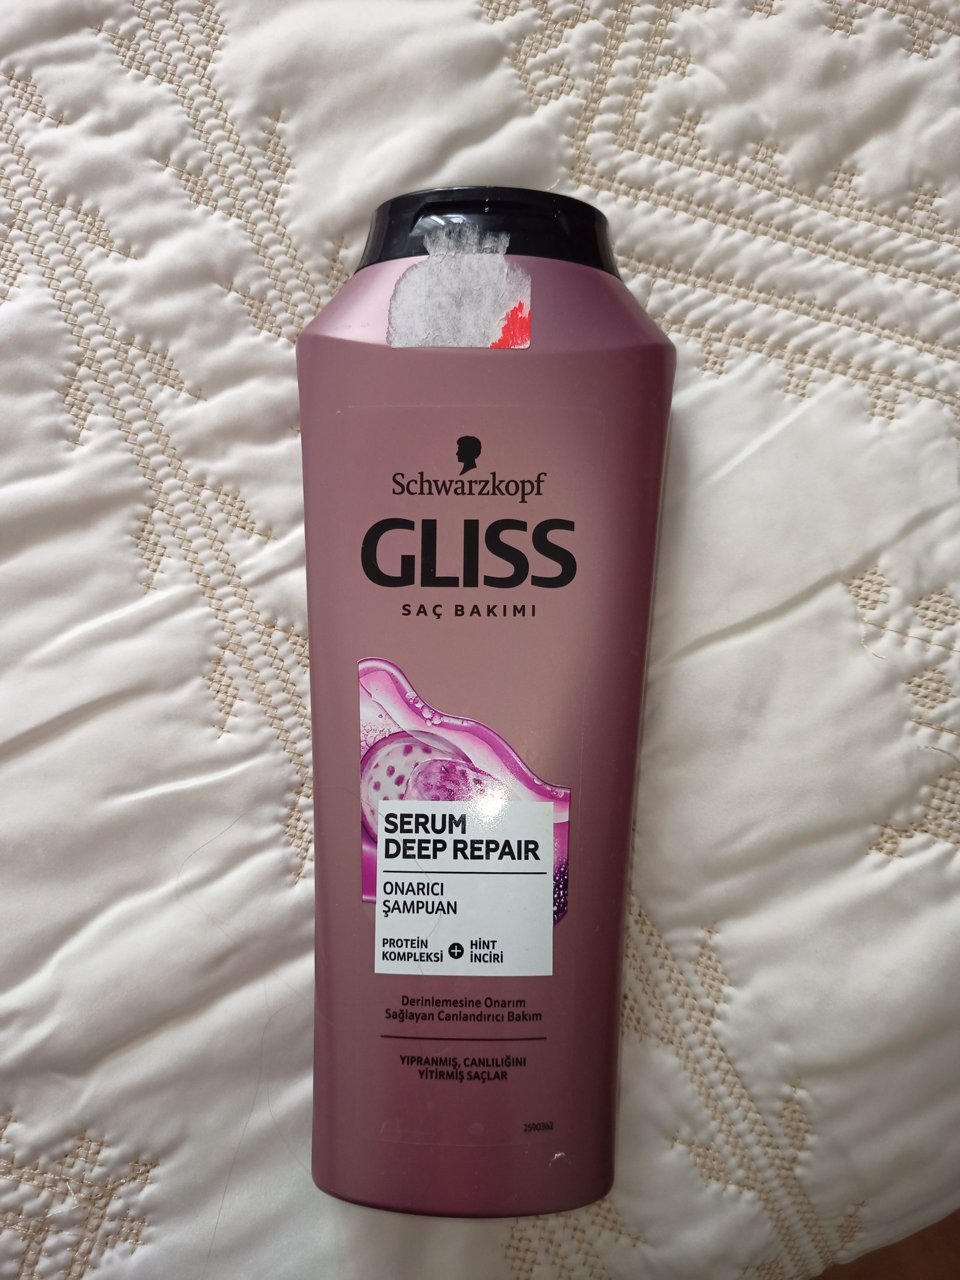 Schwarzkopf
GLISS
SAÇ BAKIMI
SERUM
DEEP REPAIR
ONARICI
ŞAMPUAN
PROTEİN
KOMPLEKSİ + HİNT
İNCİRİ
Derinlemesine Onarım
Sağlayan Canlandırıcı Bakım
YIPRANMIŞ, CANLILIĞINI
YİTİRMİŞ SAÇLAR
2590362